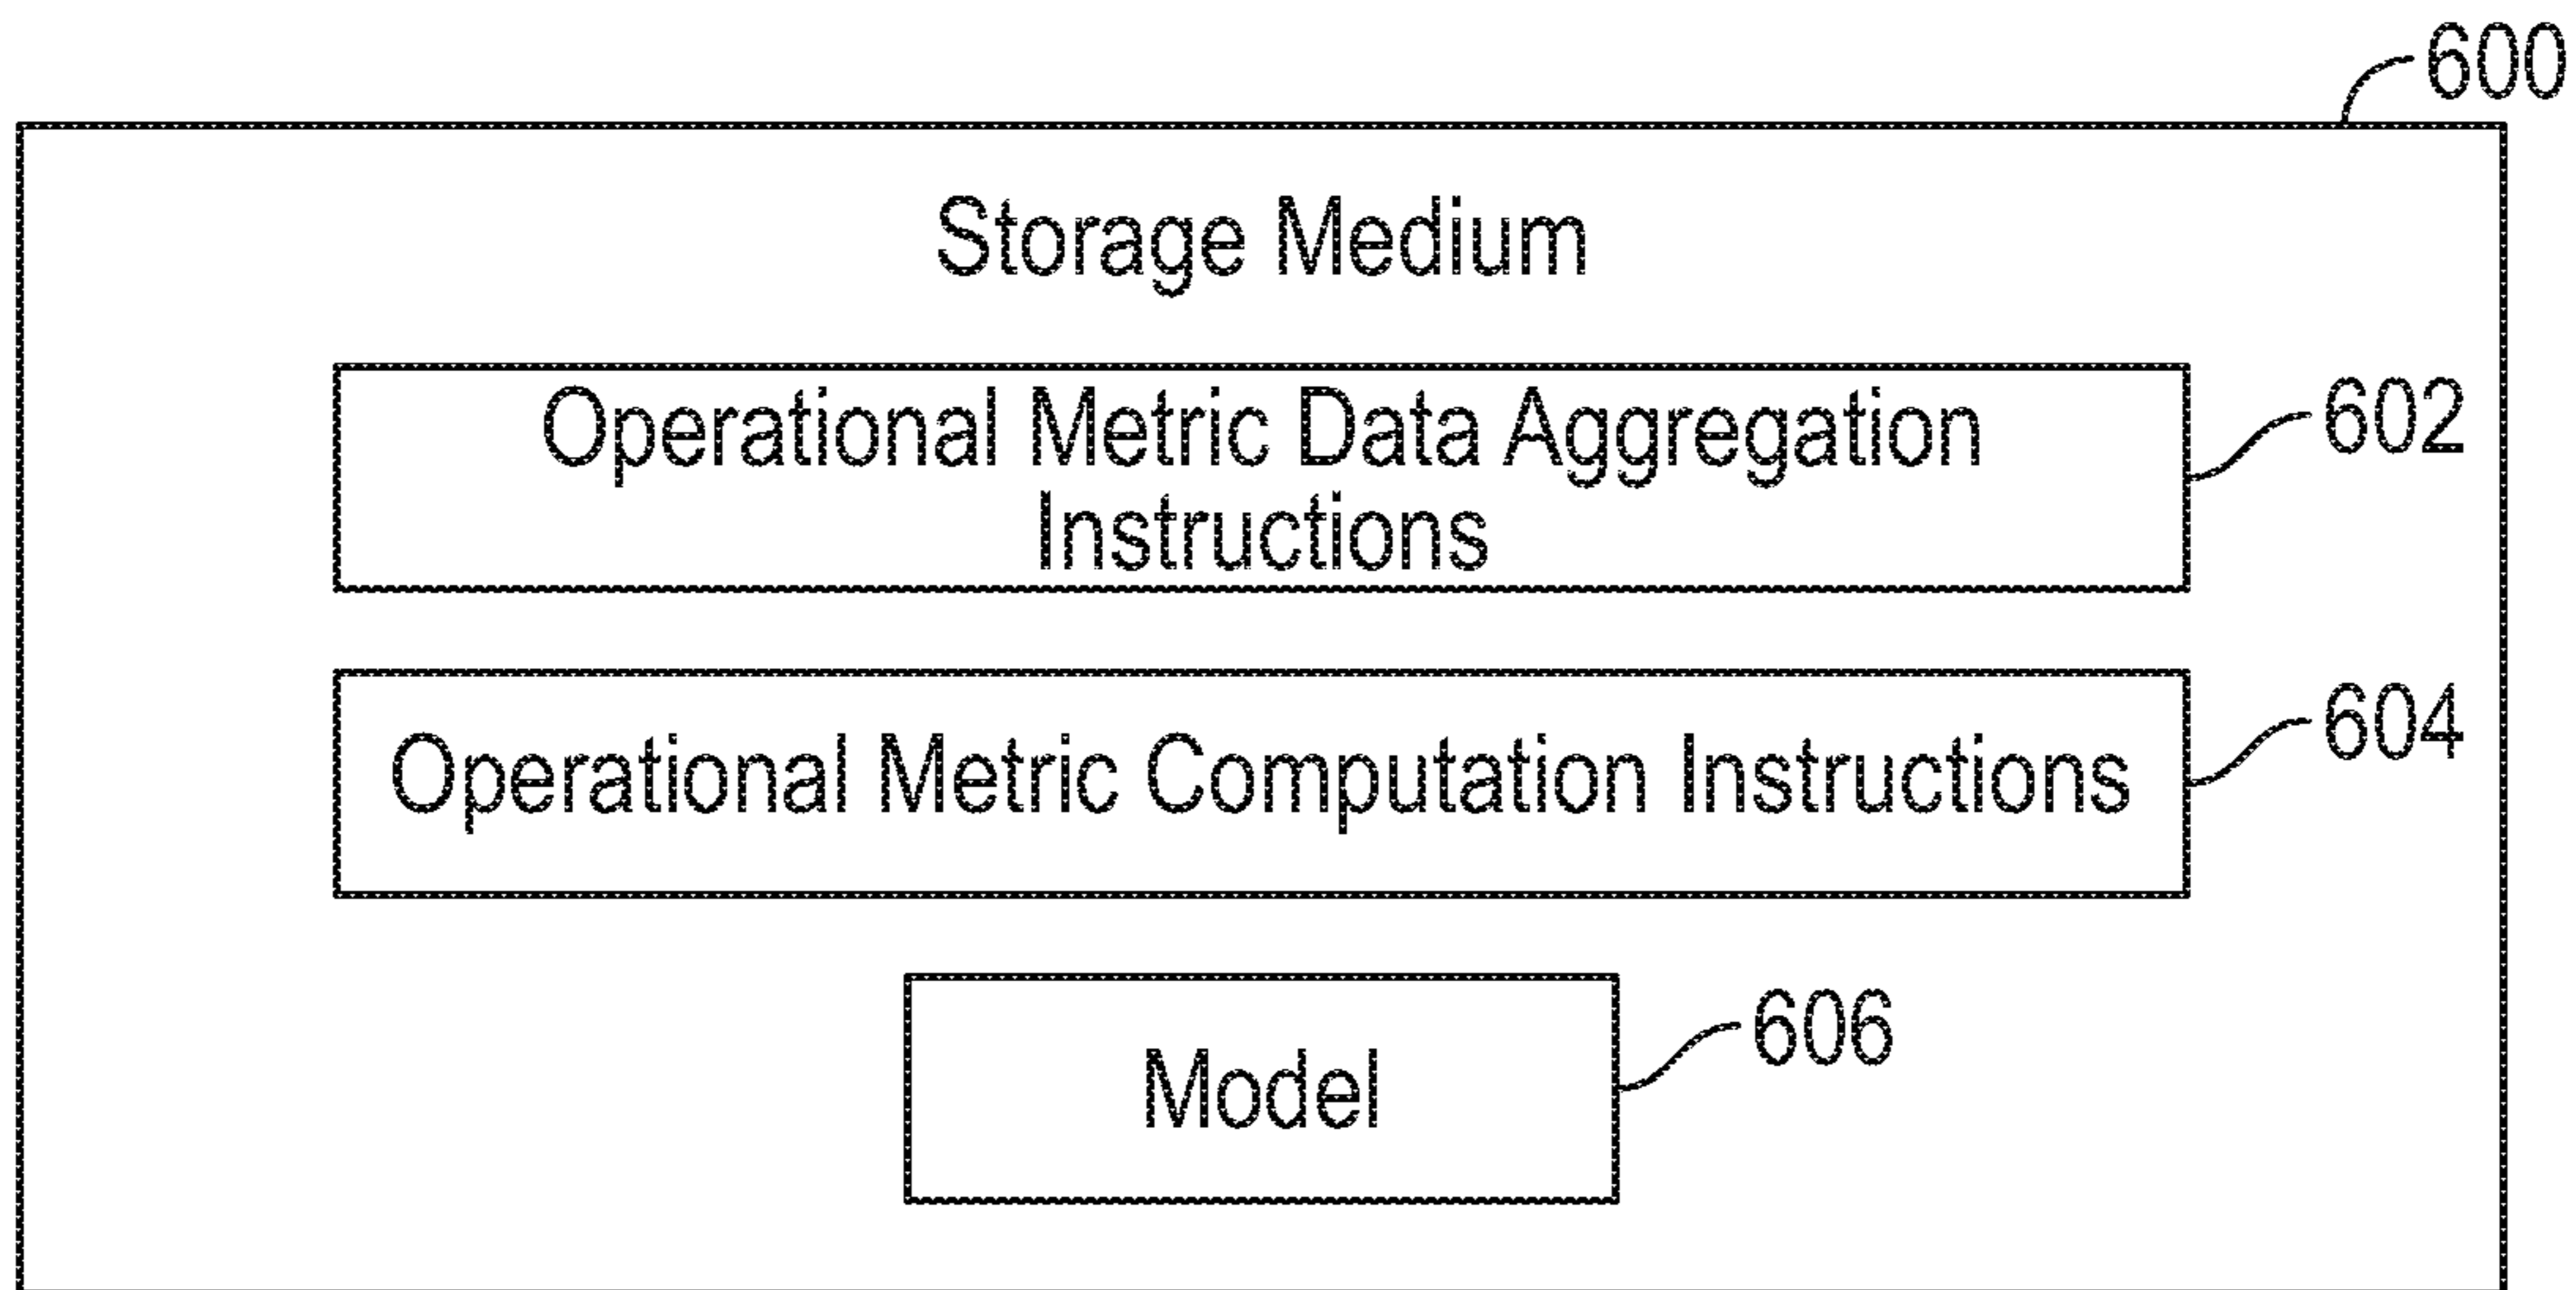 600
Storage Medium
Operational Metric Data Aggregation
Instructions
602
Operational Metric Computation Instructions
604
Model
606